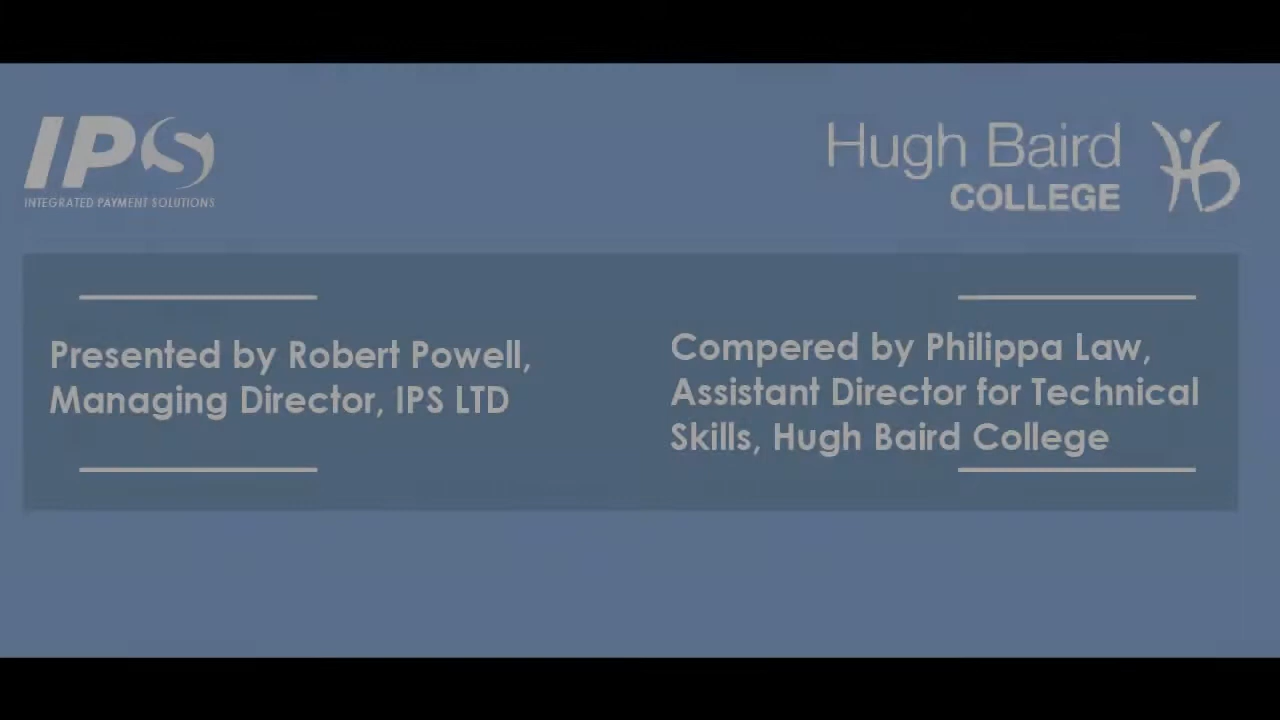 IPS
INTEGRATED PAYMENT SOLUTIONS
Hugh Baird
COLLEGE
Presented by Robert Powell,
Managing Director, IPS LTD
Compered by Philippa Law,
Assistant Director for Technical
Skills, Hugh Baird College